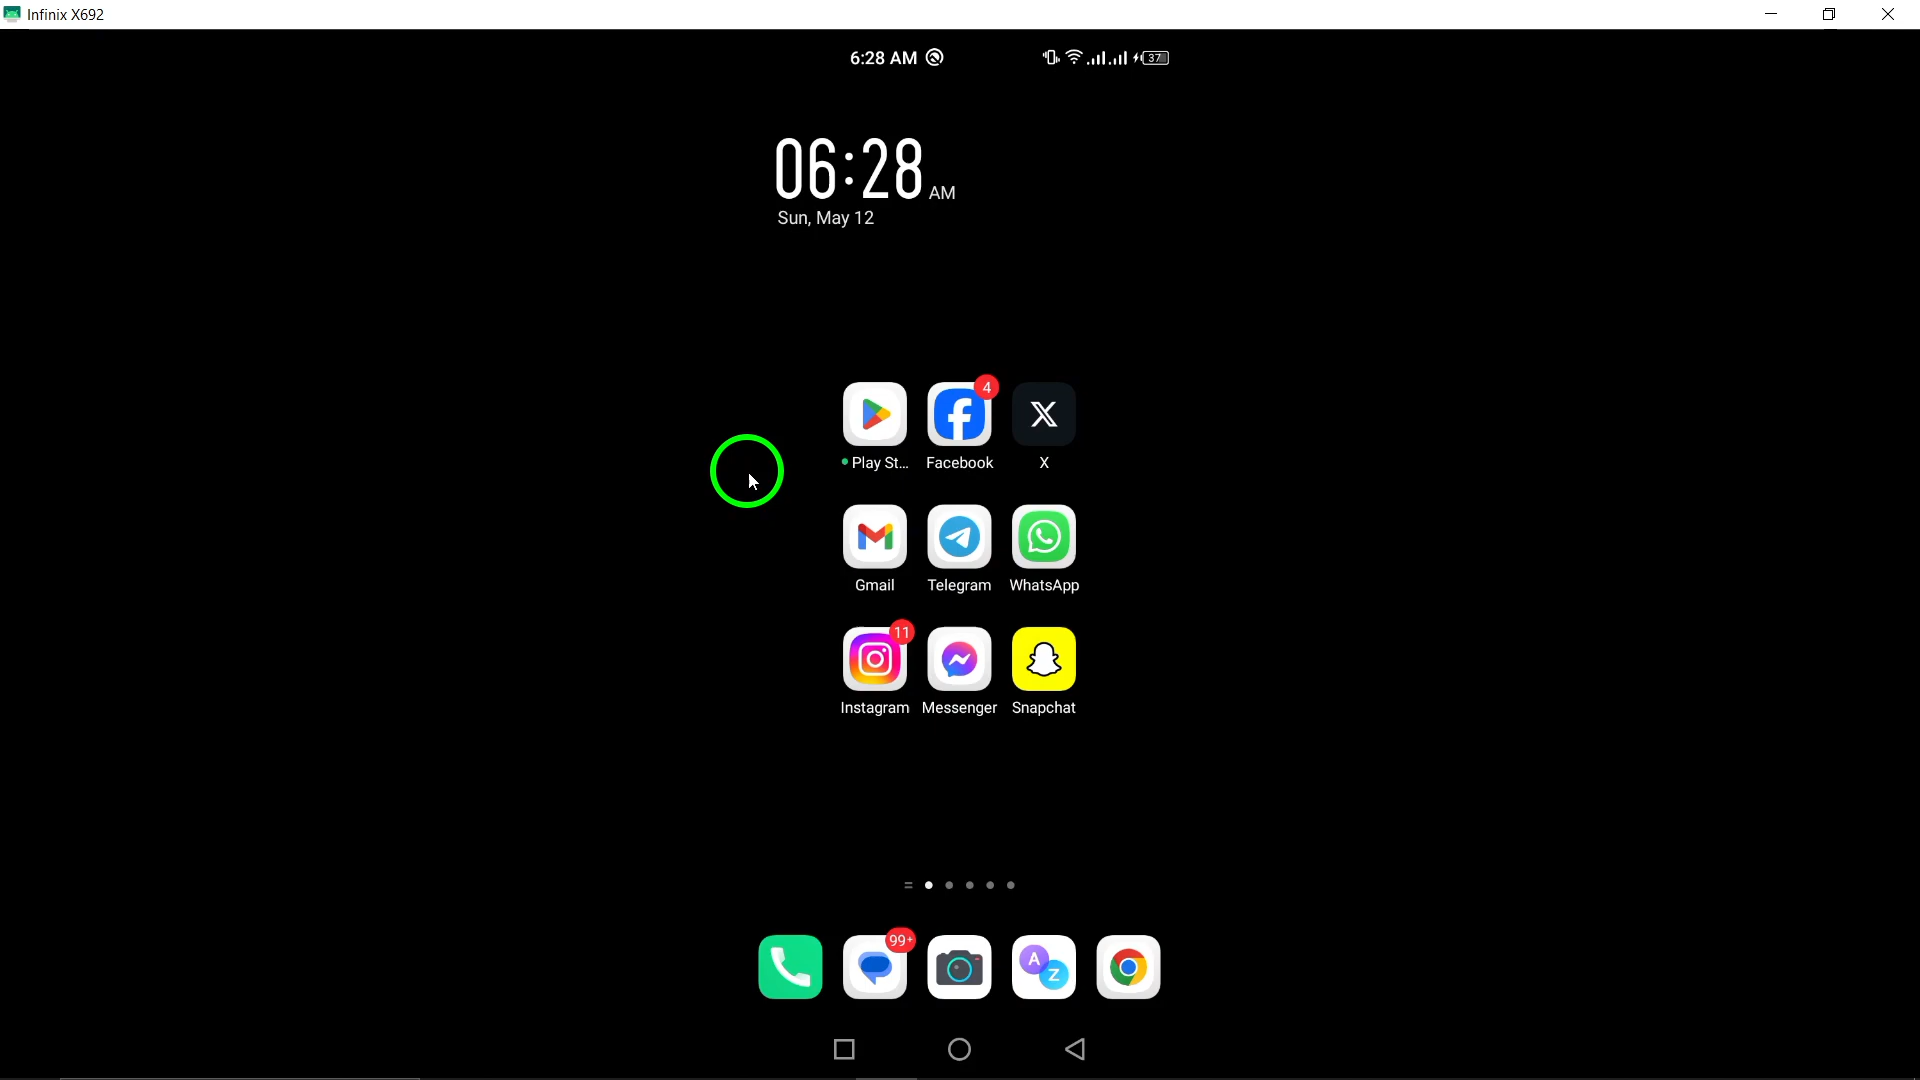 Infinix X692
6:28 AM 37
06:28 AM
Sun, May 12
4
Play St... Facebook X
Gmail Telegram WhatsApp
11
Instagram Messenger Snapchat
99+
A
Z